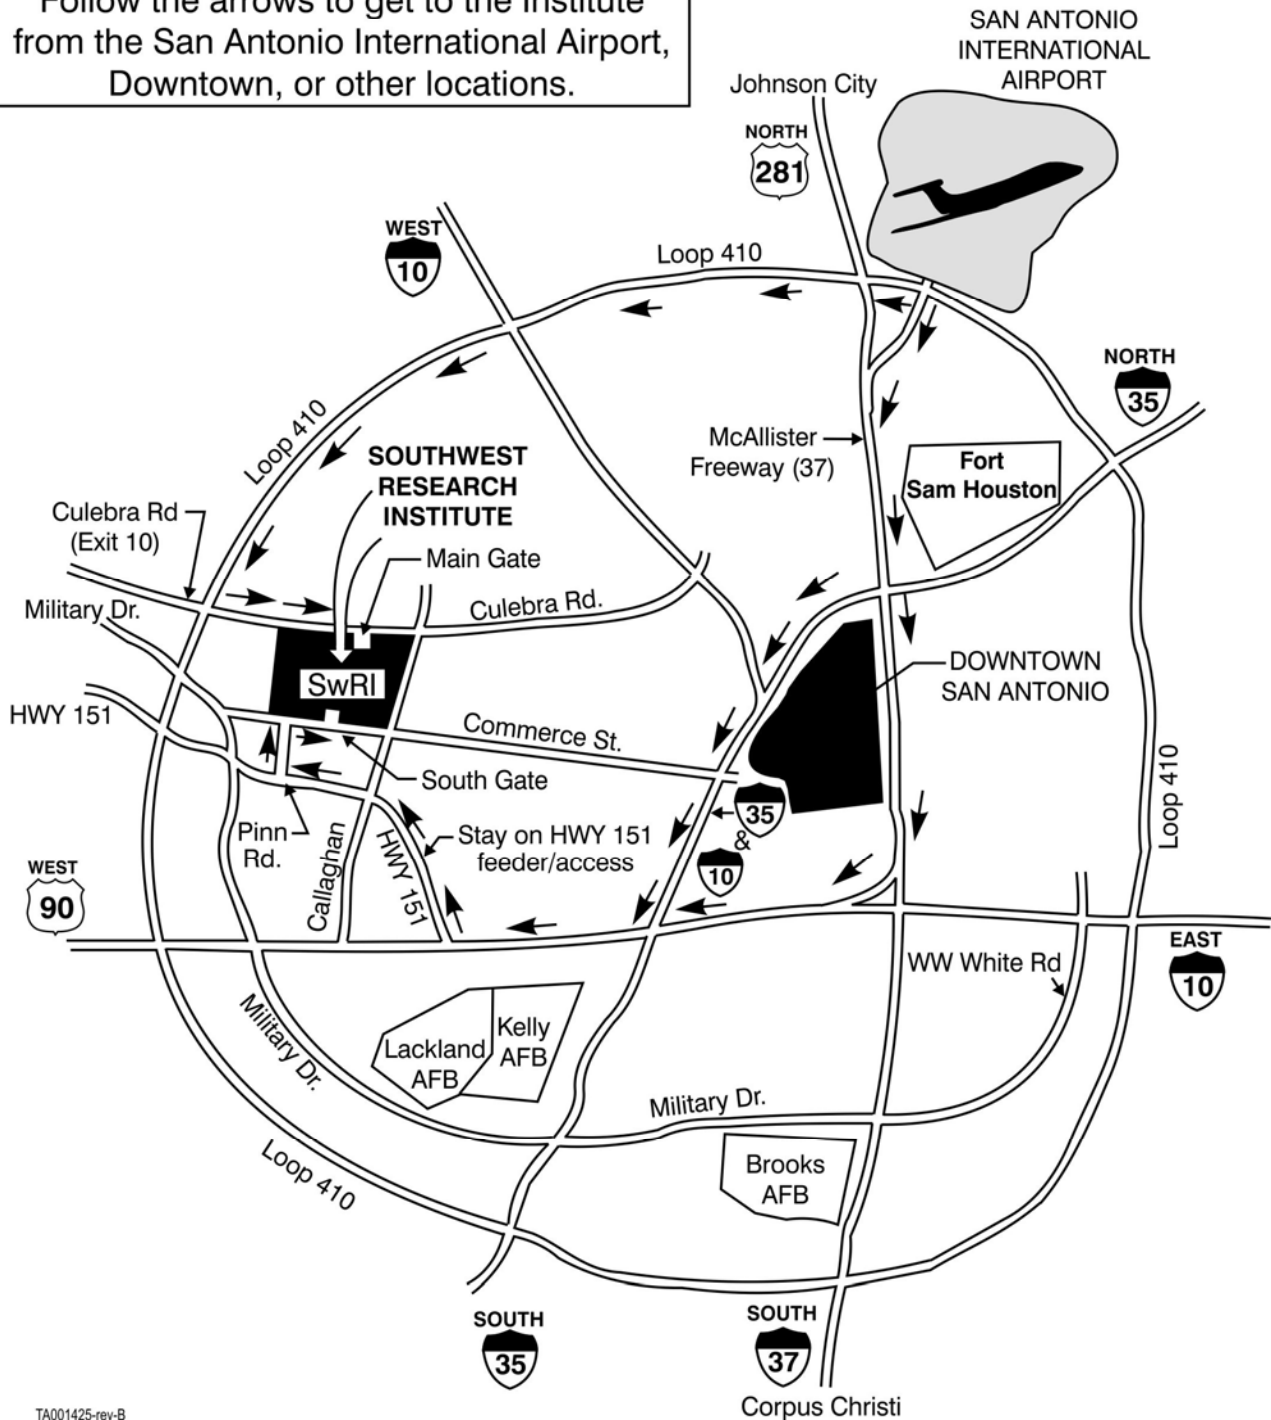 Follow the arrows to get to the Institute
from the San Antonio International Airport,
Downtown, or other locations.
SAN ANTONIO
INTERNATIONAL
AIRPORT
Johnson City
NORTH
281
WEST
10
Loop 410
NORTH
35
Loop 410
McAllister
Freeway (37)
Fort
Sam Houston
SOUTHWEST
RESEARCH
INSTITUTE
Culebra Rd
(Exit 10)
Main Gate
Military Dr.
Culebra Rd.
SwRI
DOWNTOWN
SAN ANTONIO
HWY 151
Commerce St.
South Gate
Loop 410
35
&
10
Pinn
Rd.
Callaghan
HWY 151
Stay on HWY 151
feeder/access
WEST
90
EAST
10
WW White Rd
Military Dr.
Lackland
AFB
Kelly
AFB
Military Dr.
Brooks
AFB
Loop 410
SOUTH
35
SOUTH
37
Corpus Christi
TA001425-rev-B